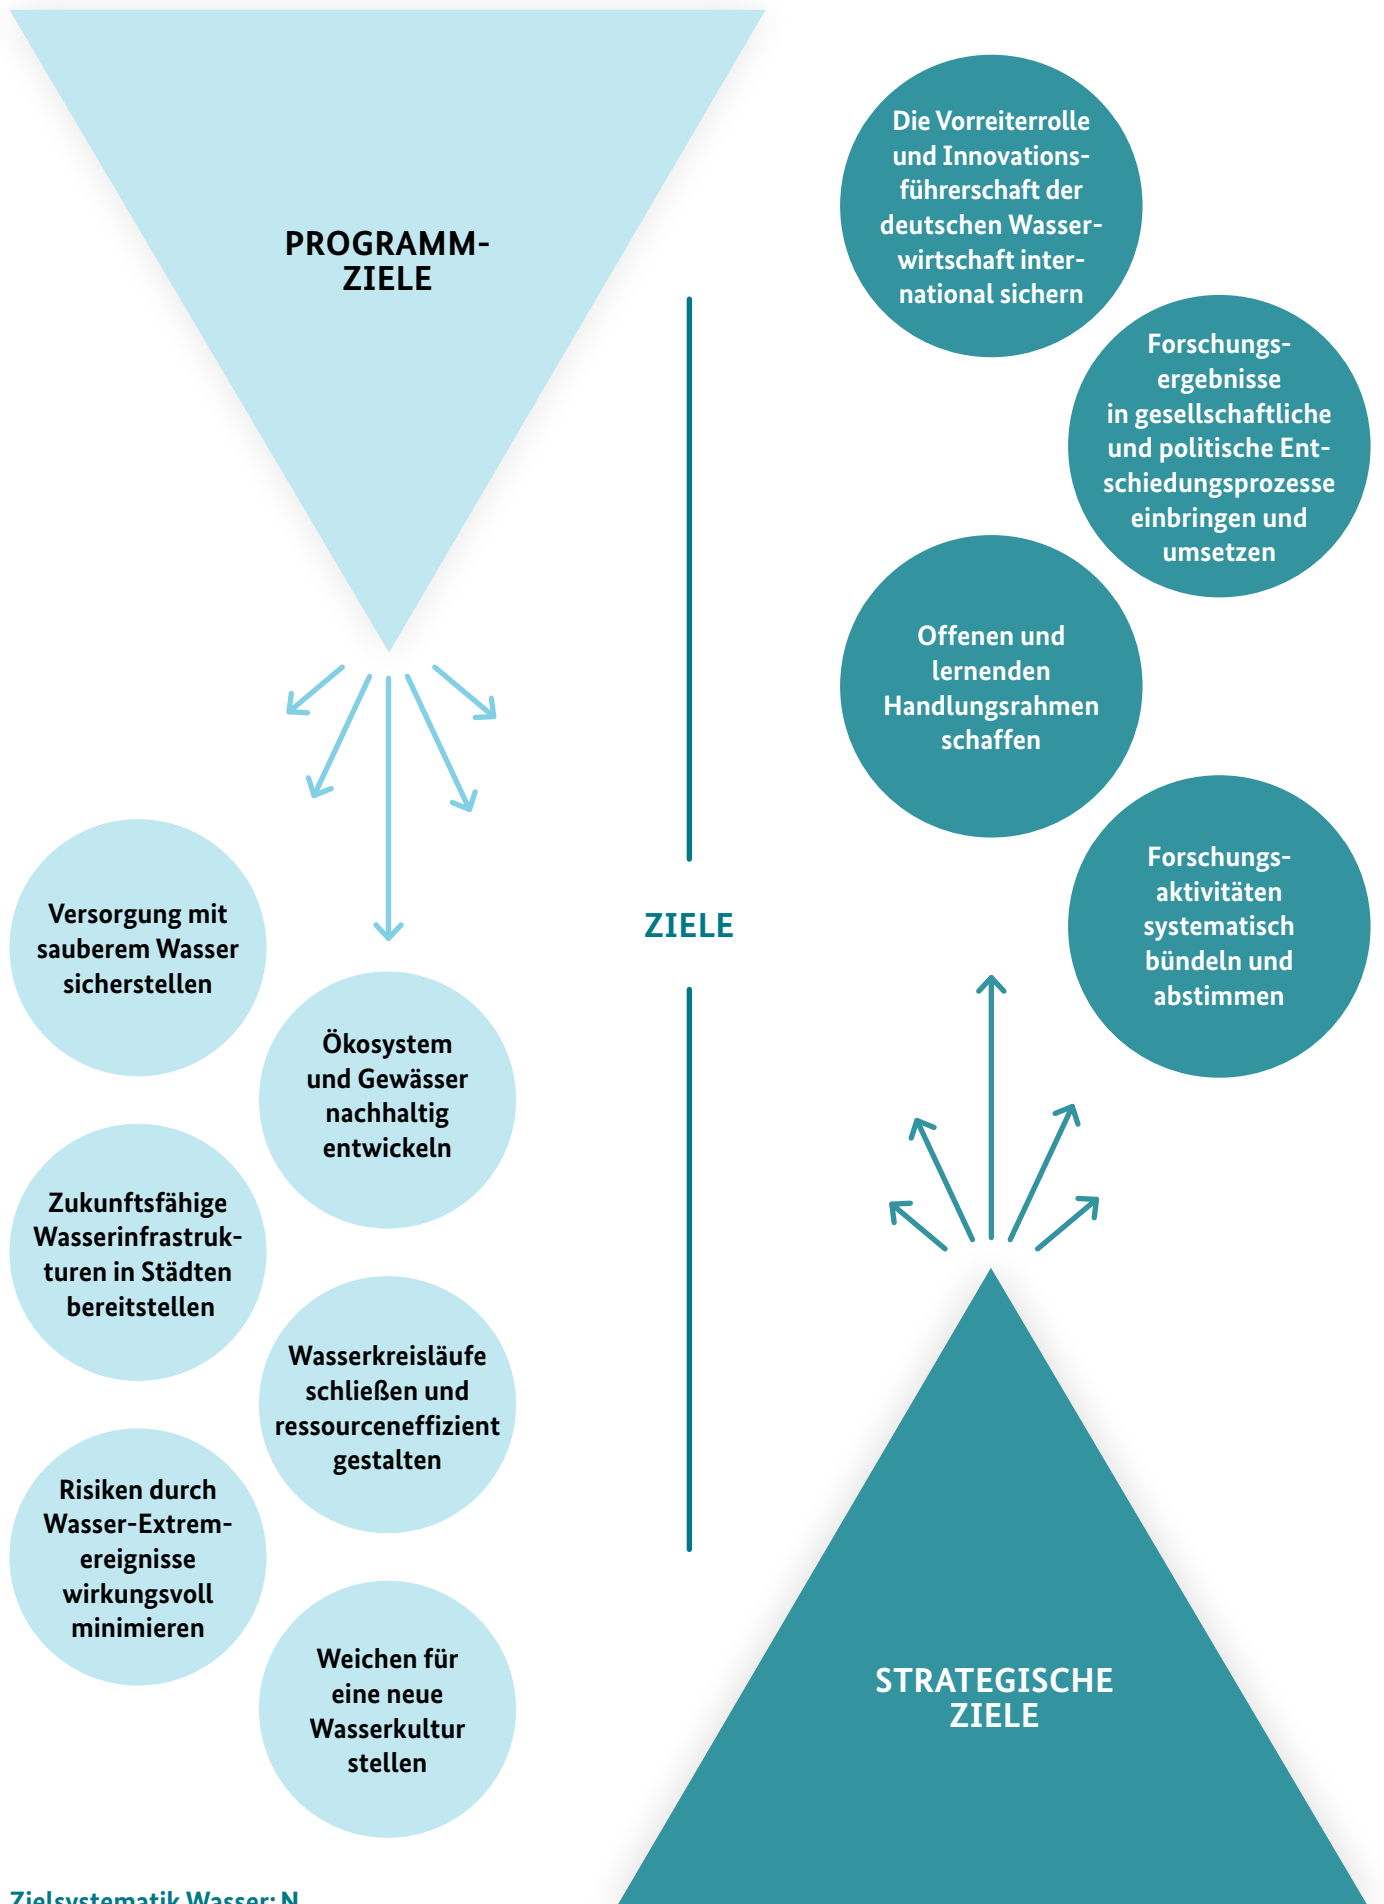 PROGRAMM-
ZIELE
Versorgung mit
sauberem Wasser
sicherstellen
Ökosystem
und Gewässer
nachhaltig
entwickeln
Zukunftsfähige
Wasserinfrastruk-
turen in Städten
bereitstellen
Wasserkreisläufe
schließen und
ressourceneffizient
gestalten
Risiken durch
Wasser-Extrem-
ereignisse
wirkungsvoll
minimieren
Weichen für
eine neue
Wasserkultur
stellen
ZIELE
Die Vorreiterrolle
und Innovations-
führerschaft der
deutschen Wasser-
wirtschaft inter-
national sichern
Forschungs-
ergebnisse
in gesellschaftliche
und politische Ent-
schiedungsprozesse
einbringen und
umsetzen
Offenen und
lernenden
Handlungsrahmen
schaffen
Forschungs-
aktivitäten
systematisch
bündeln und
abstimmen
STRATEGISCHE
ZIELE
Zielsystematik Wasser: N